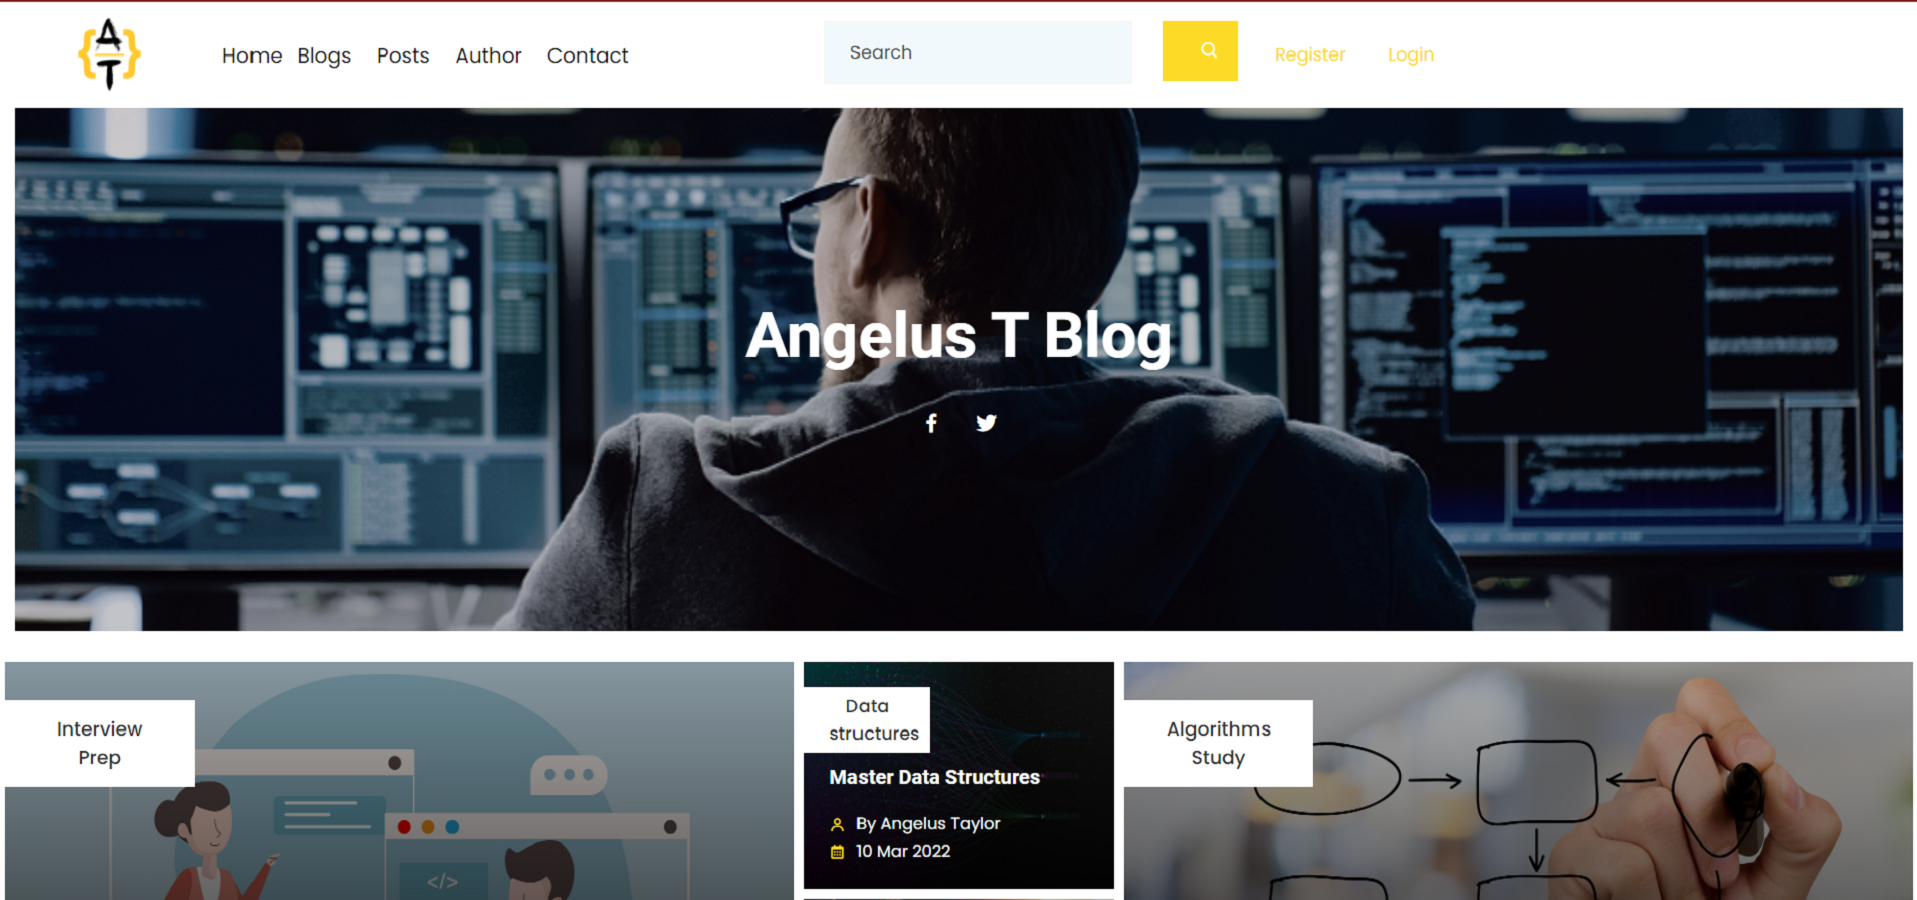 {A
T}
Home Blogs Posts Author Contact
Search
Register Login
Angelus T Blog
Interview
Prep
Data
structures
Master Data Structures
By Angelus Taylor
10 Mar 2022
Algorithms
Study
</>